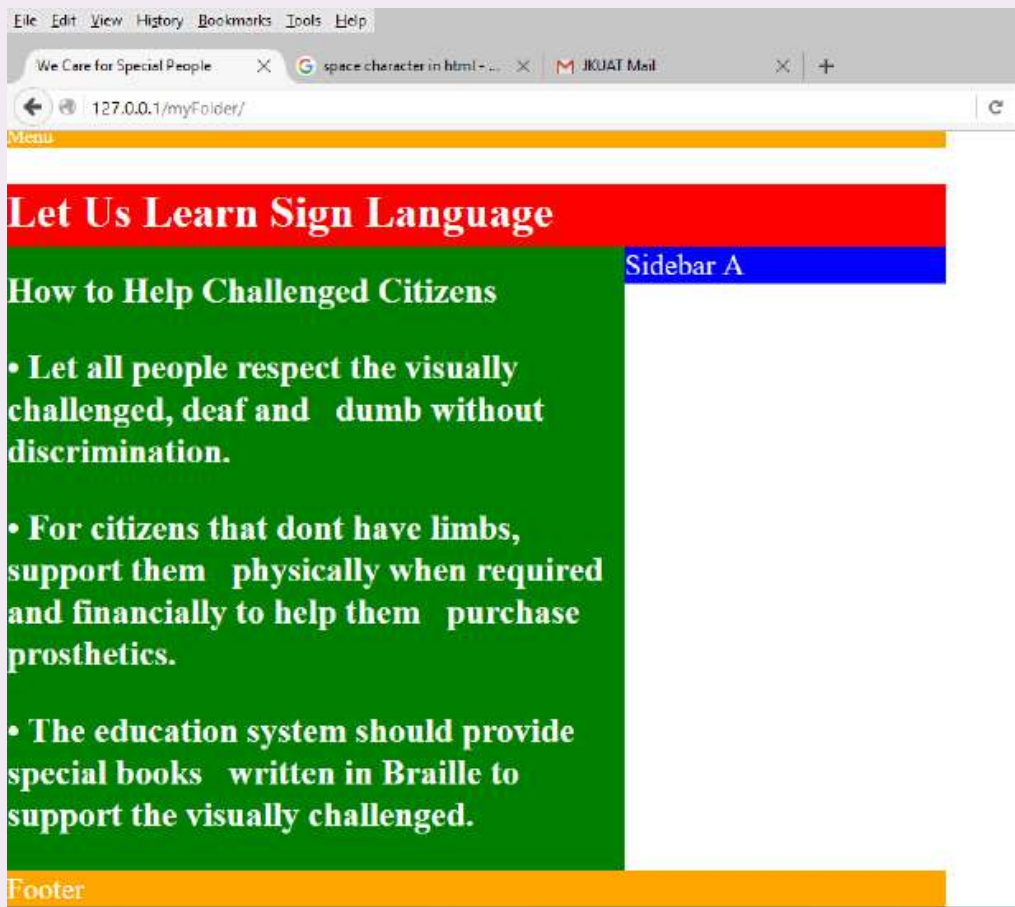 File Edit View History Bookmarks Tools Help
We Care for Special People
space character in html - ...
JKUAT Mail
127.0.0.1/myFolder/
Menu
Let Us Learn Sign Language
How to Help Challenged Citizens
Sidebar A
• Let all people respect the visually
challenged, deaf and   dumb without
discrimination.
• For citizens that dont have limbs,
support them   physically when required
and financially to help them   purchase
prosthetics.
• The education system should provide
special books   written in Braille to
support the visually challenged.
Footer